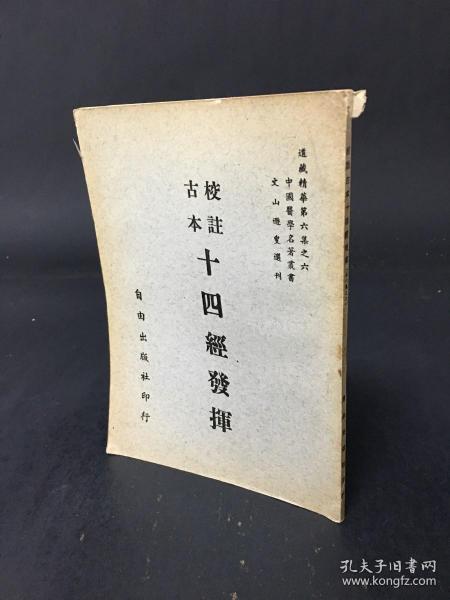 道藏精華第六集之六
中國醫學名著叢書
文山遯叟選刊
校註
古本
十四經發揮
自由出版社印行
孔夫子旧书网
www.kongfz.com